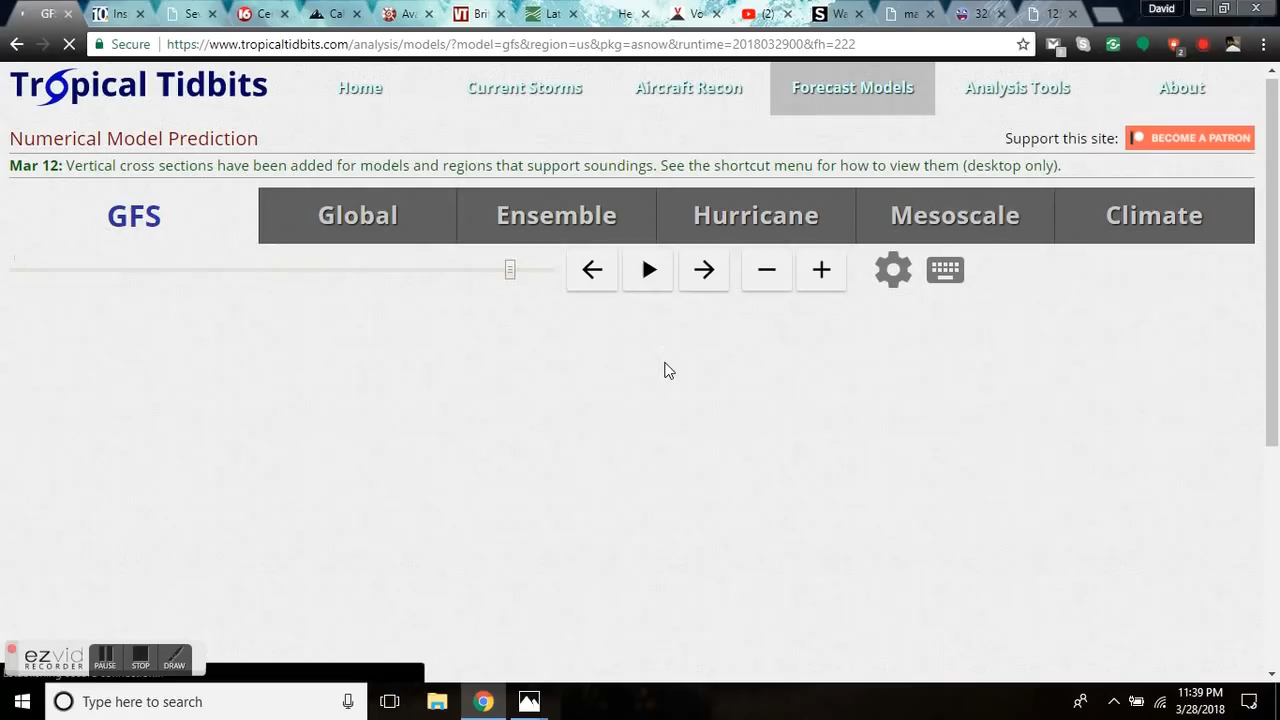 GF
Ins
Sev
Ce
Cal
Ava
Bri
Lat
He
Vo
(2)
Wa
ma
32
12
David
Secure https://www.tropicaltidbits.com/analysis/models/?model=gfs&region=us&pkg=asnow&runtime=2018032900&fh=222
Tropical Tidbits
Home
Current Storms
Aircraft Recon
Forecast Models
Analysis Tools
About
Numerical Model Prediction
Support this site:
BECOME A PATRON
Mar 12: Vertical cross sections have been added for models and regions that support soundings. See the shortcut menu for how to view them (desktop only).
GFS
Global
Ensemble
Hurricane
Mesoscale
Climate
ezvid
RECORDER
PAUSE
STOP
DRAW
Type here to search
11:39 PM
3/28/2018